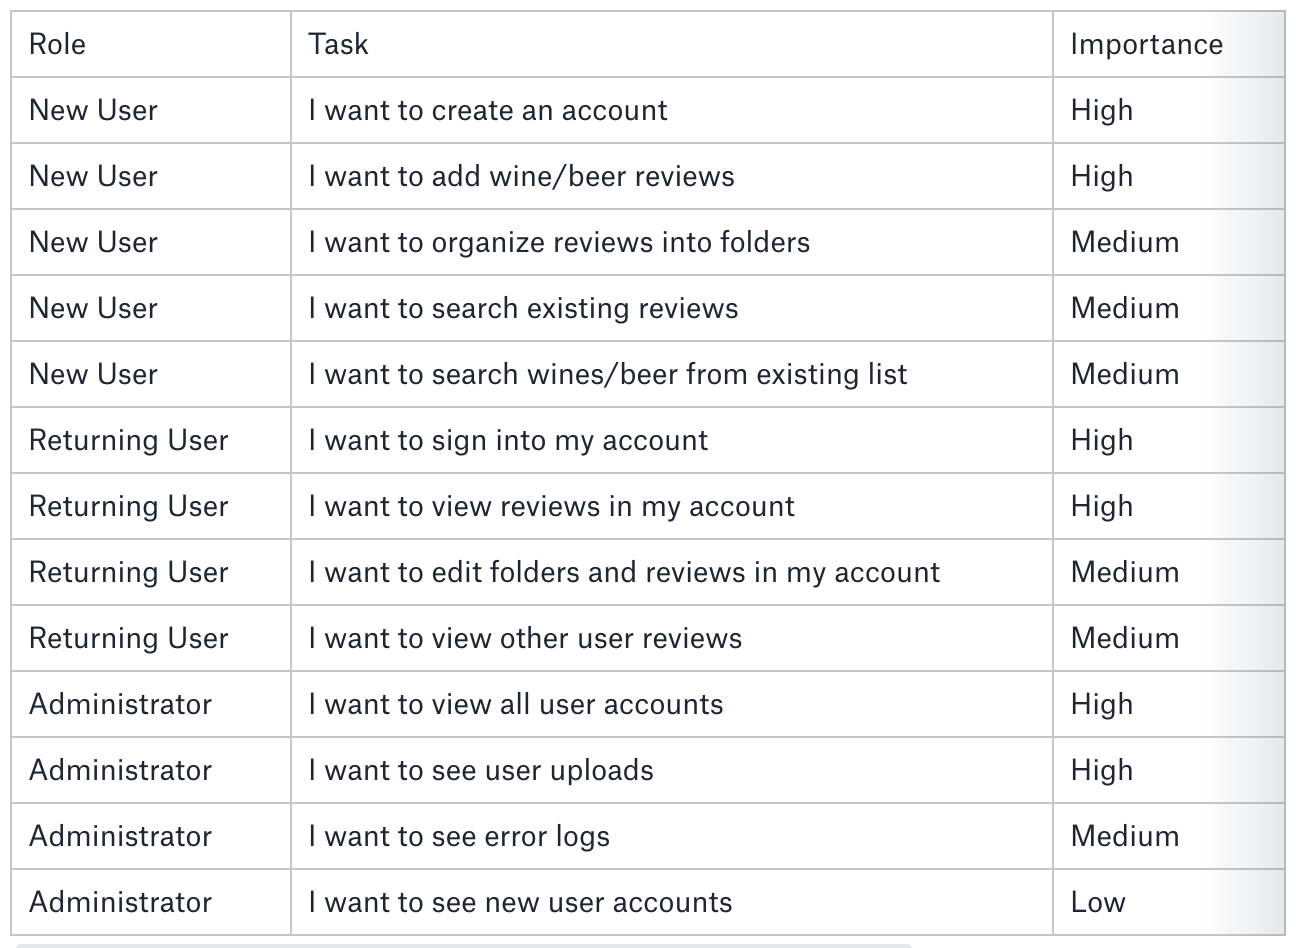 Role Task Importance
New User I want to create an account High
New User I want to add wine/beer reviews High
New User I want to organize reviews into folders Medium
New User I want to search existing reviews Medium
New User I want to search wines/beer from existing list Medium
Returning User I want to sign into my account High
Returning User I want to view reviews in my account High
Returning User I want to edit folders and reviews in my account Medium
Returning User I want to view other user reviews Medium
Administrator I want to view all user accounts High
Administrator I want to see user uploads High
Administrator I want to see error logs Medium
Administrator I want to see new user accounts Low